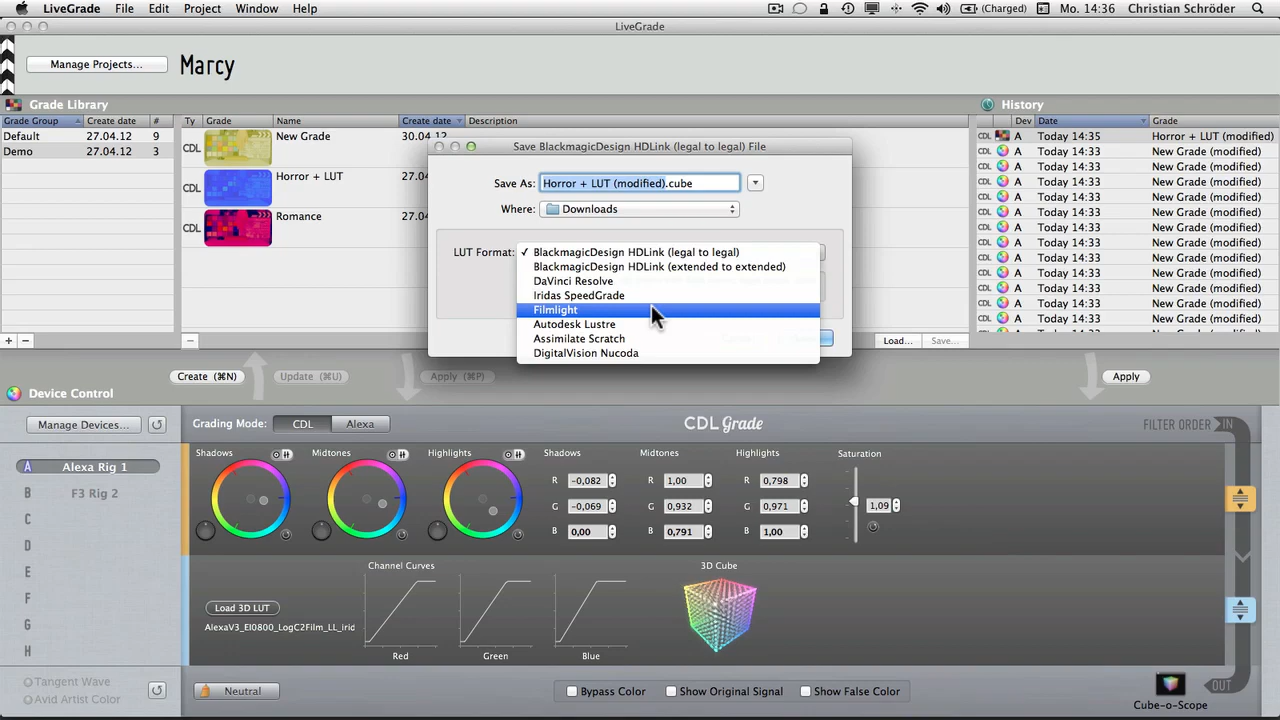 LiveGrade File Edit Project Window Help (Charged) Mo. 14:36 Christian Schröder
LiveGrade
Manage Projects... Marcy
Grade Library
History
Grade Group Create date #
Default 27.04.12 9
Demo 27.04.12 3
Ty Grade Name Create date Description
CDL New Grade 30.04.12
CDL Horror + LUT 27.0
CDL Romance 27.0
Dev Date Grade
CDL A Today 14:35 Horror + LUT (modified)
CDL A Today 14:33 New Grade (modified)
CDL A Today 14:33 New Grade (modified)
CDL A Today 14:33 New Grade (modified)
CDL A Today 14:33 New Grade (modified)
CDL A Today 14:33 New Grade (modified)
CDL A Today 14:33 New Grade (modified)
CDL A Today 14:33 New Grade (modified)
CDL A Today 14:33 New Grade (modified)
CDL A Today 14:33 New Grade (modified)
CDL A Today 14:33 New Grade (modified)
CDL A Today 14:33 New Grade (modified)
CDL A Today 14:33 New Grade (modified)
CDL A Today 14:33 New Grade (modified)
Save BlackmagicDesign HDLink (legal to legal) File
Save As: Horror + LUT (modified).cube
Where: Downloads
LUT Format: ✓ BlackmagicDesign HDLink (legal to legal)
BlackmagicDesign HDLink (extended to extended)
DaVinci Resolve
Iridas SpeedGrade
Filmlight
Autodesk Lustre
Assimilate Scratch
DigitalVision Nucoda
+ − − Load... Save...
Create (⌘N) Update (⌘U) Apply (⌘P) Apply
Device Control
Manage Devices...
Grading Mode: CDL Alexa
CDL Grade
FILTER ORDER IN
A Alexa Rig 1
B F3 Rig 2
C
D
E
F
G
H
Shadows Midtones Highlights
Shadows Midtones Highlights Saturation
R -0,082 R 1,00 R 0,798
G -0,069 G 0,932 G 0,971 1,09
B 0,00 B 0,791 B 1,00
Channel Curves 3D Cube
Load 3D LUT
AlexaV3_EI0800_LogC2Film_LL_irid
Red Green Blue
Tangent Wave
Avid Artist Color
Neutral
Bypass Color Show Original Signal Show False Color
OUT
Cube-o-Scope